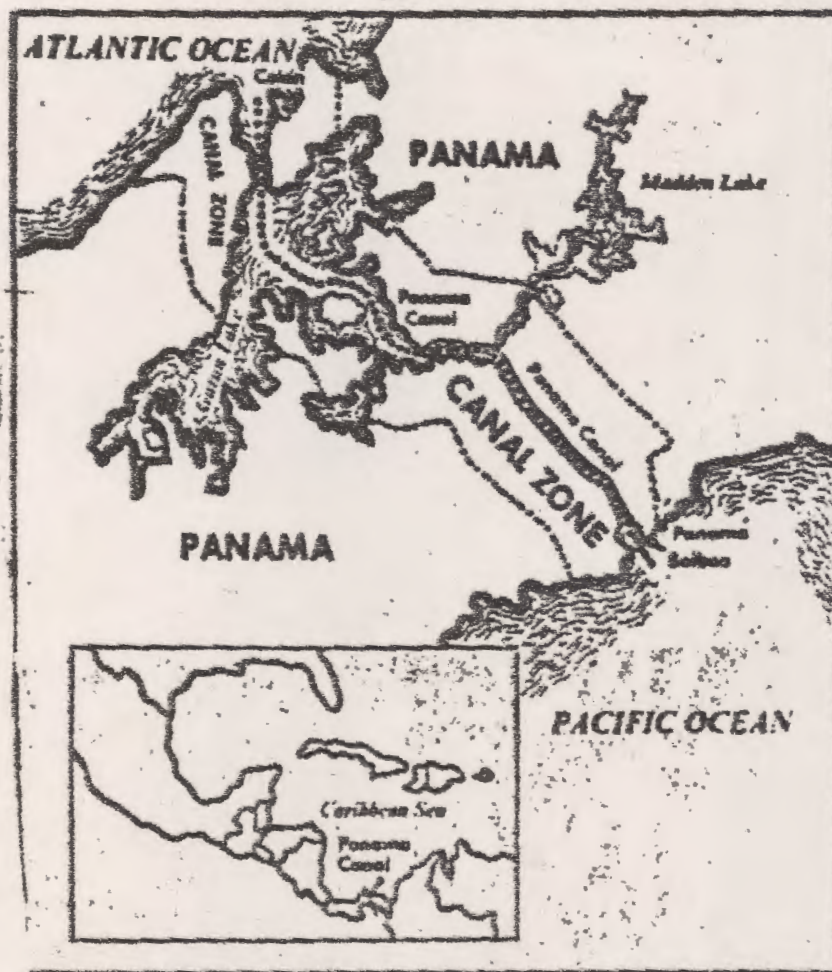 ATLANTIC OCEAN
Colón
CANAL ZONE
PANAMA
Madden Lake
Panama
Canal
Gatun
Panama Canal
CANAL ZONE
PANAMA
Panama
Balboa
PACIFIC OCEAN
Caribbean Sea
Panama
Canal